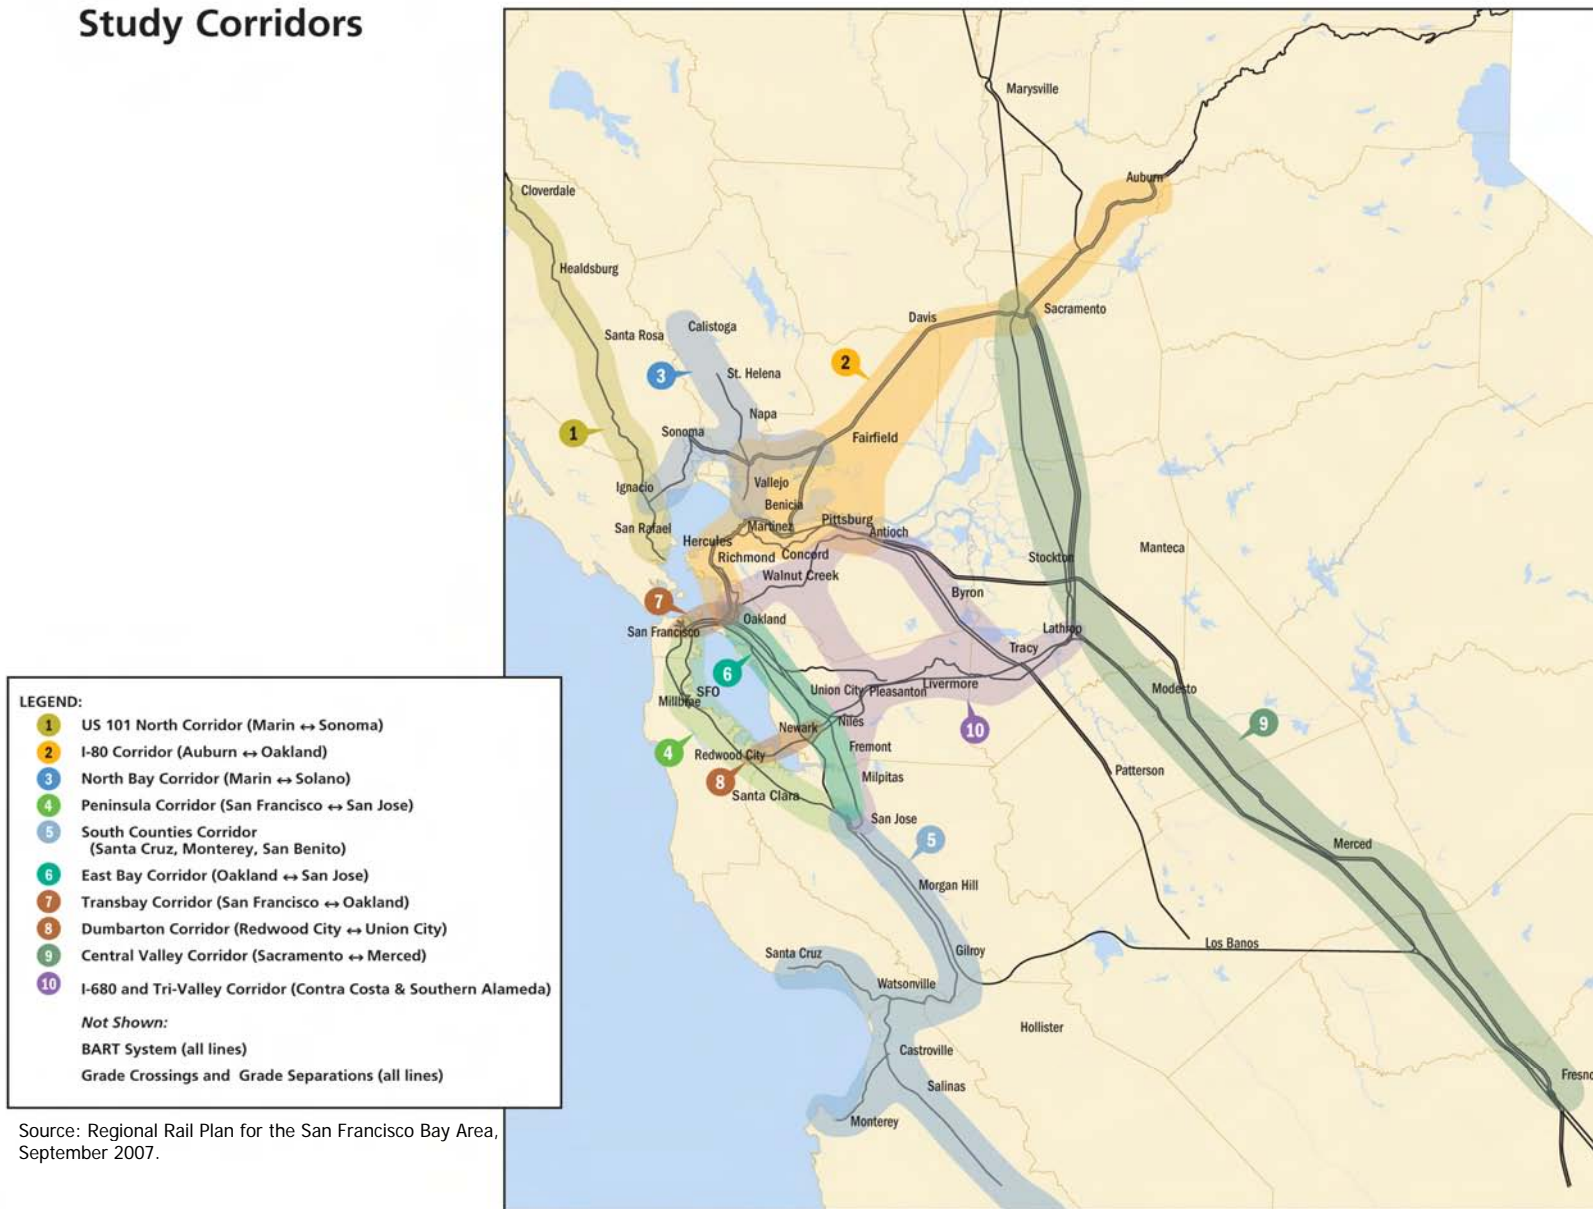 Study Corridors
Marysville
Auburn
Cloverdale
Healdsburg
Sacramento
Davis
Santa Rosa
Calistoga
2
3
St. Helena
Napa
1
Sonoma
Fairfield
Ignacio
Vallejo
Benicia
San Rafael
Martinez
Pittsburg
Antioch
Hercules
Richmond
Concord
Stockton
Manteca
Walnut Creek
Byron
7
Oakland
San Francisco
Lathrop
Tracy
6
SFO
Millbrae
Union City
Pleasanton
Livermore
Modesto
Newark
Niles
10
9
4
Redwood City
Fremont
8
Milpitas
Patterson
Santa Clara
San Jose
5
Merced
Morgan Hill
Santa Cruz
Gilroy
Los Banos
Watsonville
Hollister
Castroville
Salinas
Fresno
Monterey
LEGEND:
1 US 101 North Corridor (Marin ↔ Sonoma)
2 I-80 Corridor (Auburn ↔ Oakland)
3 North Bay Corridor (Marin ↔ Solano)
4 Peninsula Corridor (San Francisco ↔ San Jose)
5 South Counties Corridor
(Santa Cruz, Monterey, San Benito)
6 East Bay Corridor (Oakland ↔ San Jose)
7 Transbay Corridor (San Francisco ↔ Oakland)
8 Dumbarton Corridor (Redwood City ↔ Union City)
9 Central Valley Corridor (Sacramento ↔ Merced)
10 I-680 and Tri-Valley Corridor (Contra Costa & Southern Alameda)
Not Shown:
BART System (all lines)
Grade Crossings and Grade Separations (all lines)
Source: Regional Rail Plan for the San Francisco Bay Area,
September 2007.